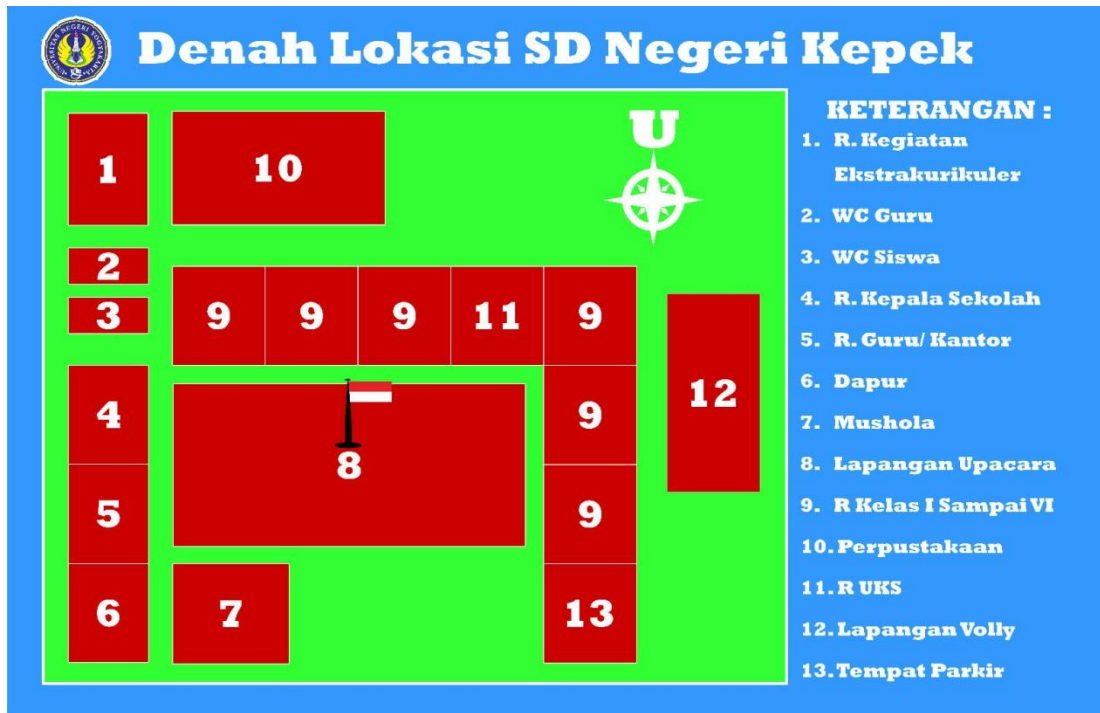 Denah Lokasi SD Negeri Kepek
UNIVERSITAS NEGERI YOGYAKARTA
U
1
10
2
3
9 9 9 11 9
4
9
12
8
5
9
6
7
13
KETERANGAN :
1. R. Kegiatan
Ekstrakurikuler
2. WC Guru
3. WC Siswa
4. R. Kepala Sekolah
5. R. Guru/ Kantor
6. Dapur
7. Mushola
8. Lapangan Upacara
9. R Kelas I Sampai VI
10. Perpustakaan
11. R UKS
12. Lapangan Volly
13. Tempat Parkir